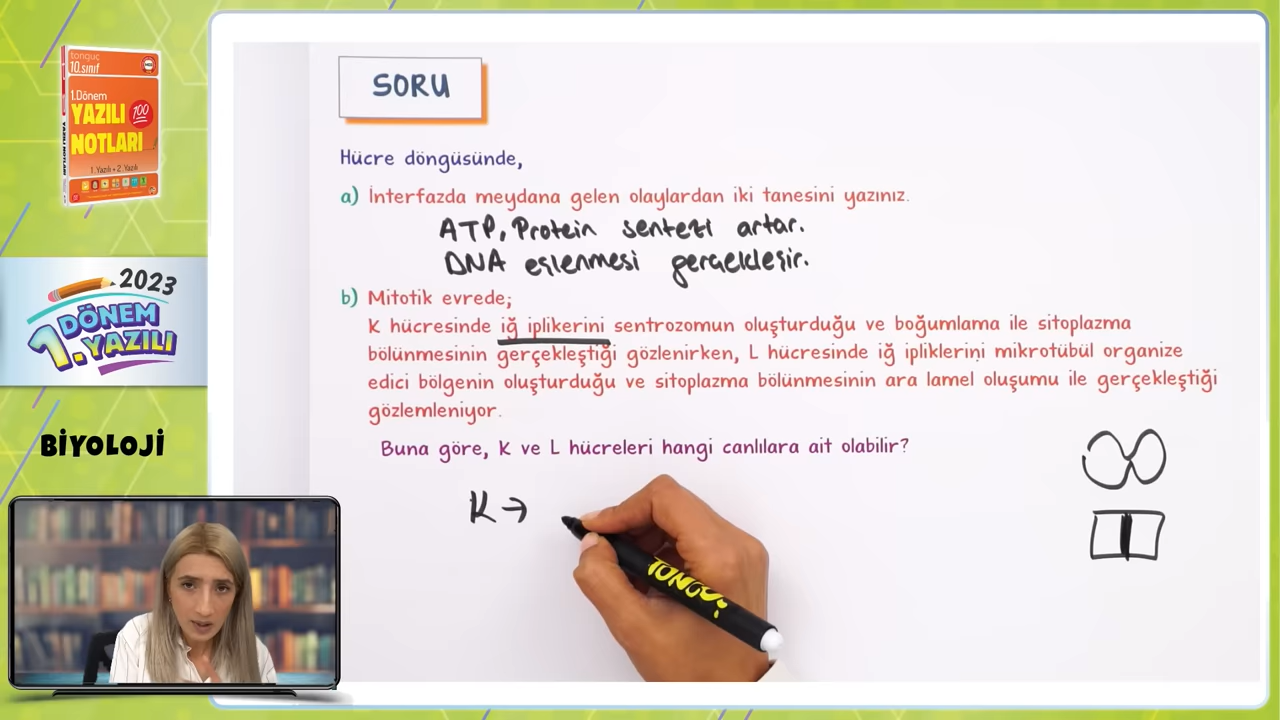 tonguç
10.sınıf
1.Dönem
YAZILI
100
NOTLARI
1.Yazılı • 2.Yazılı
YAZILI NOTLARI
2023
1. DÖNEM
YAZILI
BİYOLOJİ
SORU
Hücre döngüsünde,
a) İnterfazda meydana gelen olaylardan iki tanesini yazınız.
ATP, Protein sentezi artar.
DNA eşlenmesi gerçekleşir.
b) Mitotik evrede;
K hücresinde iğ iplikerini sentrozomun oluşturduğu ve boğumlama ile sitoplazma
bölünmesinin gerçekleştiği gözlenirken, L hücresinde iğ ipliklerini mikrotübül organize
edici bölgenin oluşturduğu ve sitoplazma bölünmesinin ara lamel oluşumu ile gerçekleştiği
gözlemleniyor.
Buna göre, K ve L hücreleri hangi canlılara ait olabilir?
K →
TONGUÇ